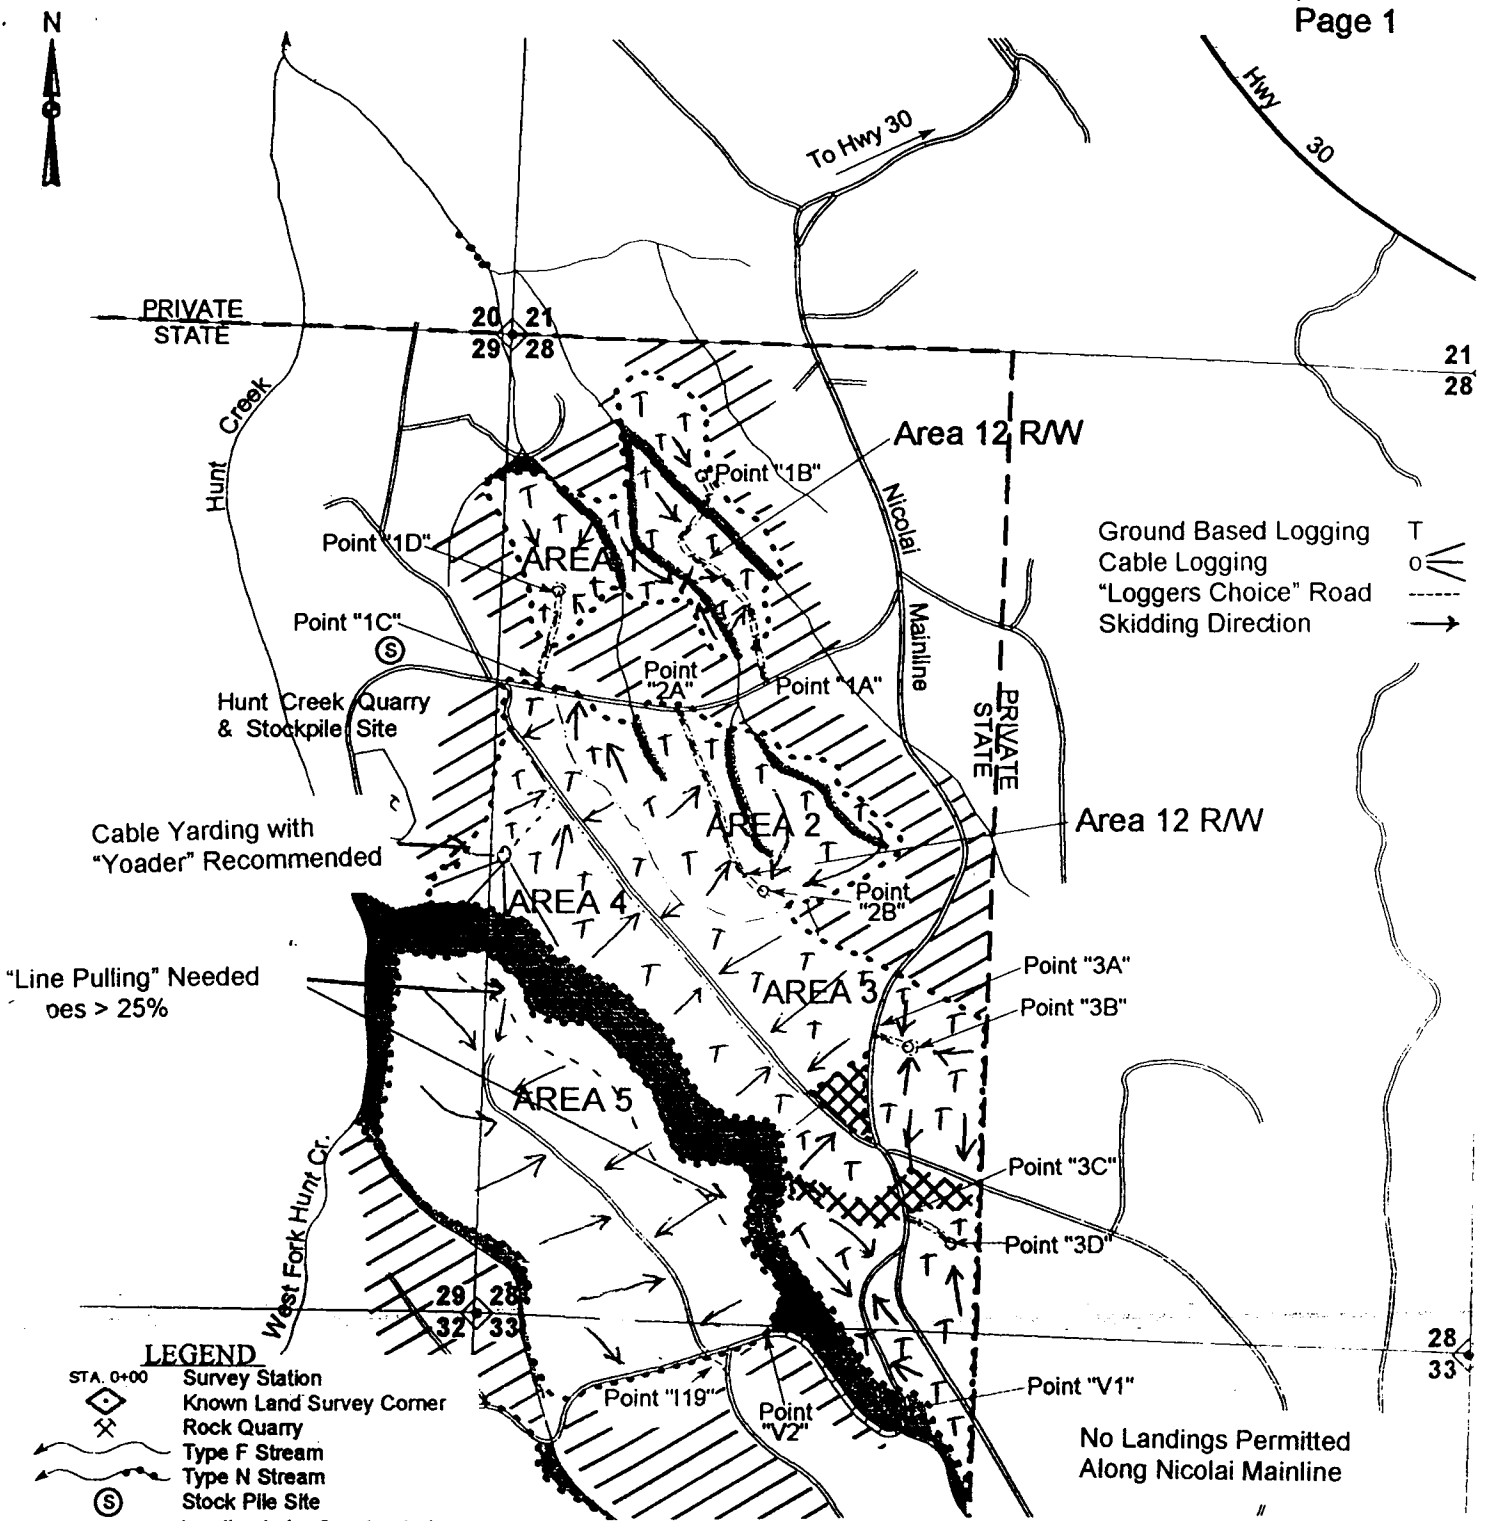 Page 1
N
Hwy
30
To Hwy 30
PRIVATE
STATE
20 21
29 28
21
28
Hunt Creek
Area 12 R/W
Point "1B"
Nicolai
Mainline
Ground Based Logging T
Cable Logging
"Loggers Choice" Road
Skidding Direction
Point "1D"
AREA 1
Point "1C"
S
Point
"2A"
Point "1A"
Hunt Creek Quarry
& Stockpile Site
PRIVATE
STATE
Cable Yarding with
"Yoader" Recommended
AREA 2
Area 12 R/W
AREA 4
Point
"2B"
"Line Pulling" Needed
pes > 25%
AREA 3
Point "3A"
Point "3B"
AREA 5
West Fork Hunt Cr.
Point "3C"
Point "3D"
29 28
32 33
28
33
LEGEND
STA. 0+00 Survey Station
Known Land Survey Corner
Rock Quarry
Type F Stream
Type N Stream
S Stock Pile Site
Point "I19"
Point
"V2"
Point "V1"
No Landings Permitted
Along Nicolai Mainline